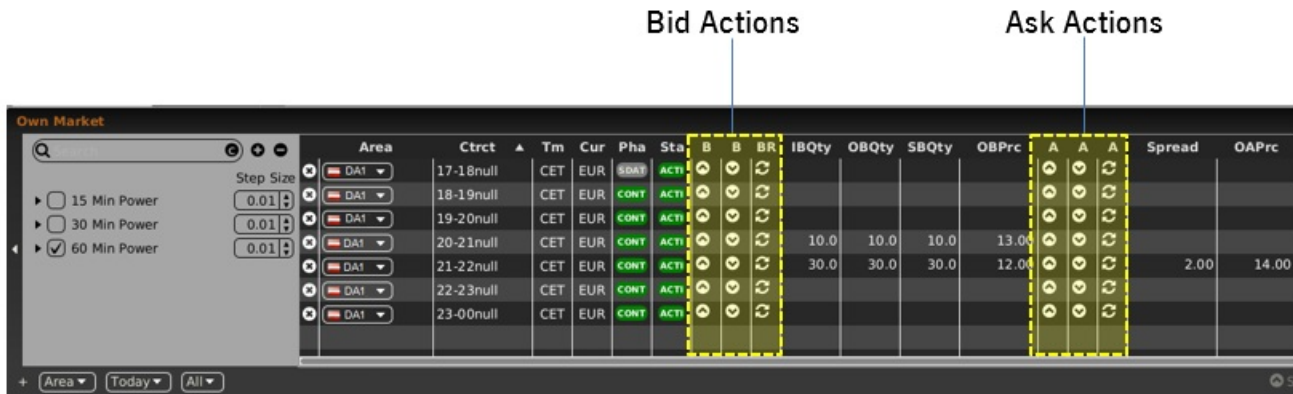 Bid Actions Ask Actions
Own Market
Area Ctrct Tm Cur Pha Sta B B BR IBQty OBQty SBQty OBPrc A A A Spread OAPrc
Search
Step Size
DA1 17-18null CET EUR SDAT ACTI
15 Min Power 0.01 DA1 18-19null CET EUR CONT ACTI
30 Min Power 0.01 DA1 19-20null CET EUR CONT ACTI
60 Min Power 0.01 DA1 20-21null CET EUR CONT ACTI 10.0 10.0 10.0 13.00
DA1 21-22null CET EUR CONT ACTI 30.0 30.0 30.0 12.00 2.00 14.00
DA1 22-23null CET EUR CONT ACTI
DA1 23-00null CET EUR CONT ACTI
+ Area Today All